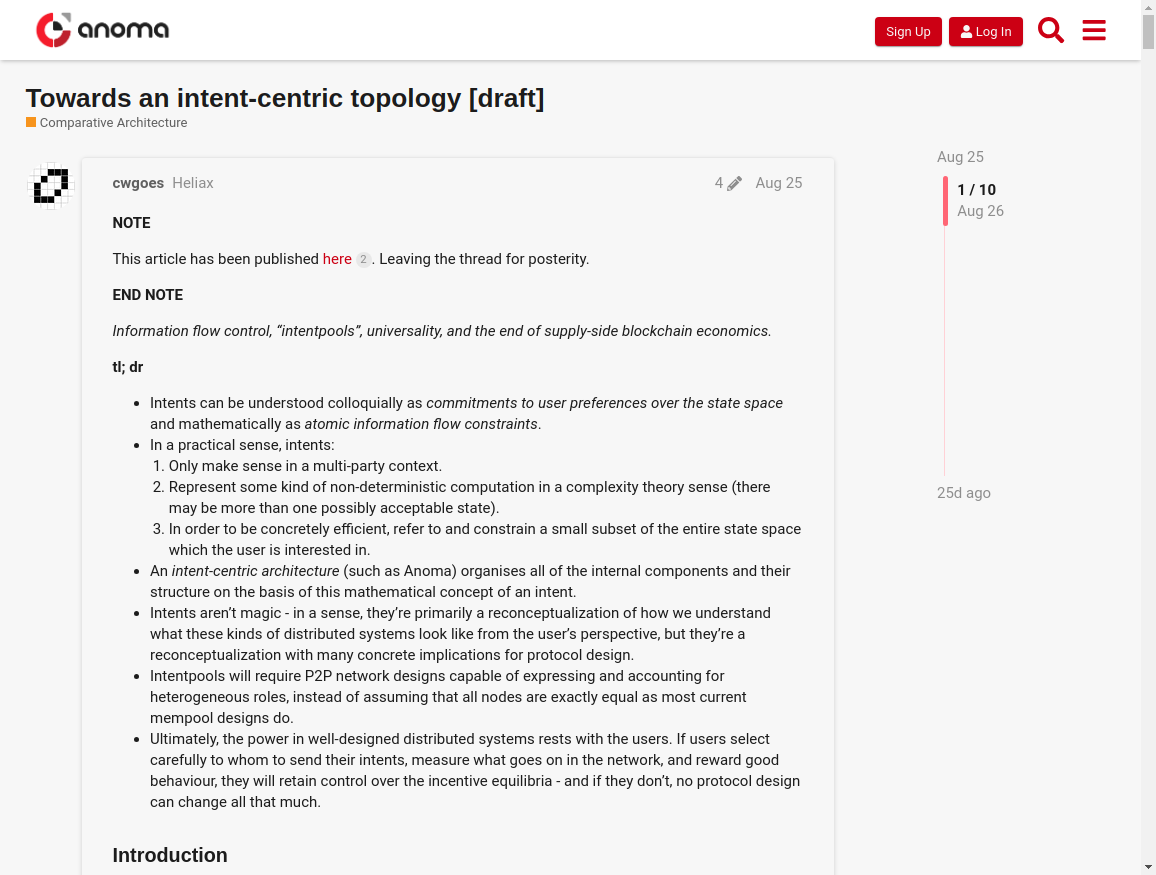 anoma
Sign Up
Log In
Towards an intent-centric topology [draft]
Comparative Architecture
cwgoes Heliax 4 Aug 25
NOTE
This article has been published here 2. Leaving the thread for posterity.
END NOTE
Information flow control, “intentpools”, universality, and the end of supply-side blockchain economics.
tl; dr
• Intents can be understood colloquially as commitments to user preferences over the state space
and mathematically as atomic information flow constraints.
• In a practical sense, intents:
1. Only make sense in a multi-party context.
2. Represent some kind of non-deterministic computation in a complexity theory sense (there
may be more than one possibly acceptable state).
3. In order to be concretely efficient, refer to and constrain a small subset of the entire state space
which the user is interested in.
• An intent-centric architecture (such as Anoma) organises all of the internal components and their
structure on the basis of this mathematical concept of an intent.
• Intents aren’t magic - in a sense, they’re primarily a reconceptualization of how we understand
what these kinds of distributed systems look like from the user’s perspective, but they’re a
reconceptualization with many concrete implications for protocol design.
• Intentpools will require P2P network designs capable of expressing and accounting for
heterogeneous roles, instead of assuming that all nodes are exactly equal as most current
mempool designs do.
• Ultimately, the power in well-designed distributed systems rests with the users. If users select
carefully to whom to send their intents, measure what goes on in the network, and reward good
behaviour, they will retain control over the incentive equilibria - and if they don’t, no protocol design
can change all that much.
Introduction
Aug 25
1 / 10
Aug 26
25d ago